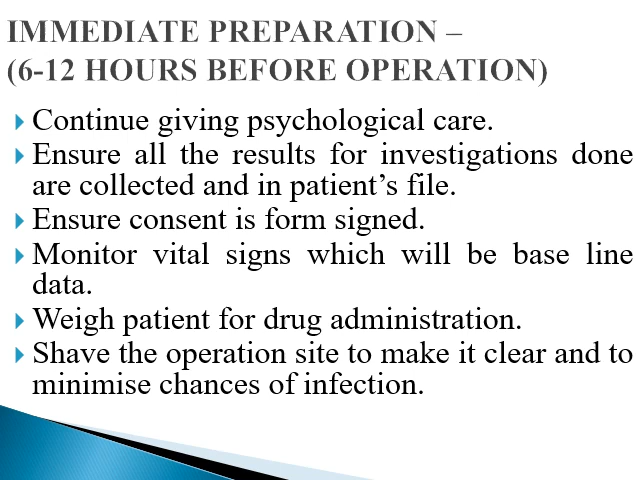 IMMEDIATE PREPARATION –
(6-12 HOURS BEFORE OPERATION)
Continue giving psychological care.
Ensure all the results for investigations done
are collected and in patient’s file.
Ensure consent is form signed.
Monitor vital signs which will be base line
data.
Weigh patient for drug administration.
Shave the operation site to make it clear and to
minimise chances of infection.